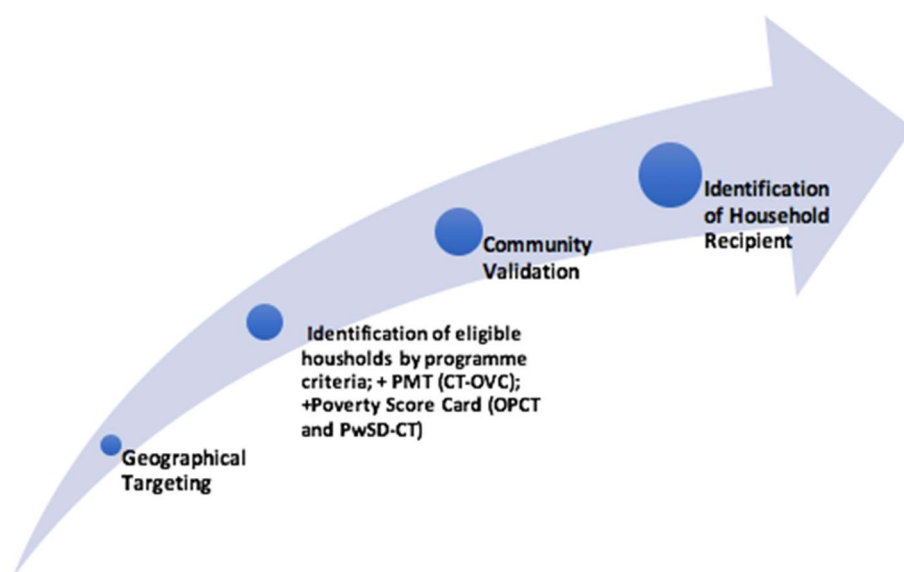 Geographical
Targeting
Identification of eligible
housholds by programme
criteria; + PMT (CT-OVC);
+Poverty Score Card (OPCT
and PwSD-CT)
Community
Validation
Identification
of Household
Recipient